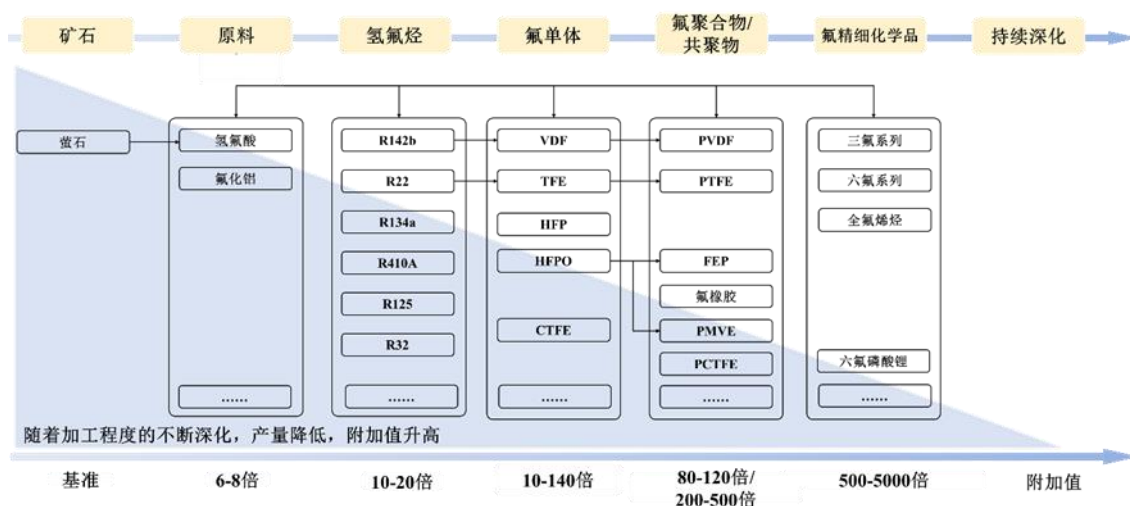 矿石
原料
氢氟烃
氟单体
氟聚合物/
共聚物
氟精细化学品
持续深化
萤石
氢氟酸
氟化铝
......
R142b
R22
R134a
R410A
R125
R32
......
VDF
TFE
HFP
HFPO
CTFE
......
PVDF
PTFE
FEP
氟橡胶
PMVE
PCTFE
......
三氟系列
六氟系列
全氟烯烃
六氟磷酸锂
......
随着加工程度的不断深化，产量降低，附加值升高
基准
6-8倍
10-20倍
10-140倍
80-120倍/
200-500倍
500-5000倍
附加值